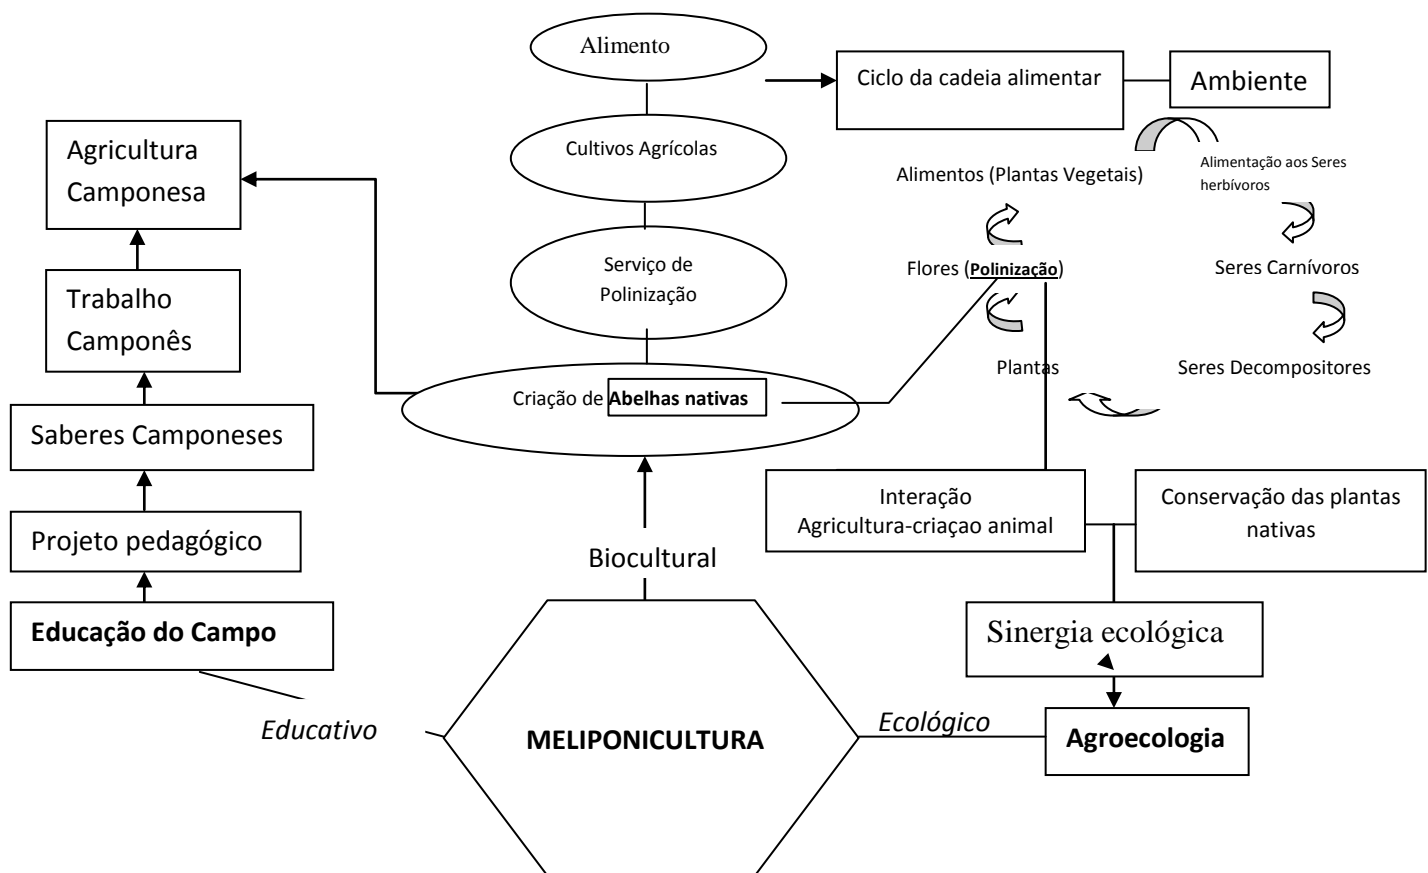 Alimento
Ciclo da cadeia alimentar
Ambiente
Agricultura
Camponesa
Cultivos Agrícolas
Alimentos (Plantas Vegetais)
Alimentação aos Seres
herbívoros
Serviço de
Polinização
Flores (Polinização)
Seres Carnívoros
Trabalho
Camponês
Plantas
Seres Decompositores
Criação de Abelhas nativas
Saberes Camponeses
Interação
Agricultura-criaçao animal
Conservação das plantas
nativas
Projeto pedagógico
Biocultural
Educação do Campo
Sinergia ecológica
Educativo
MELIPONICULTURA
Ecológico
Agroecologia